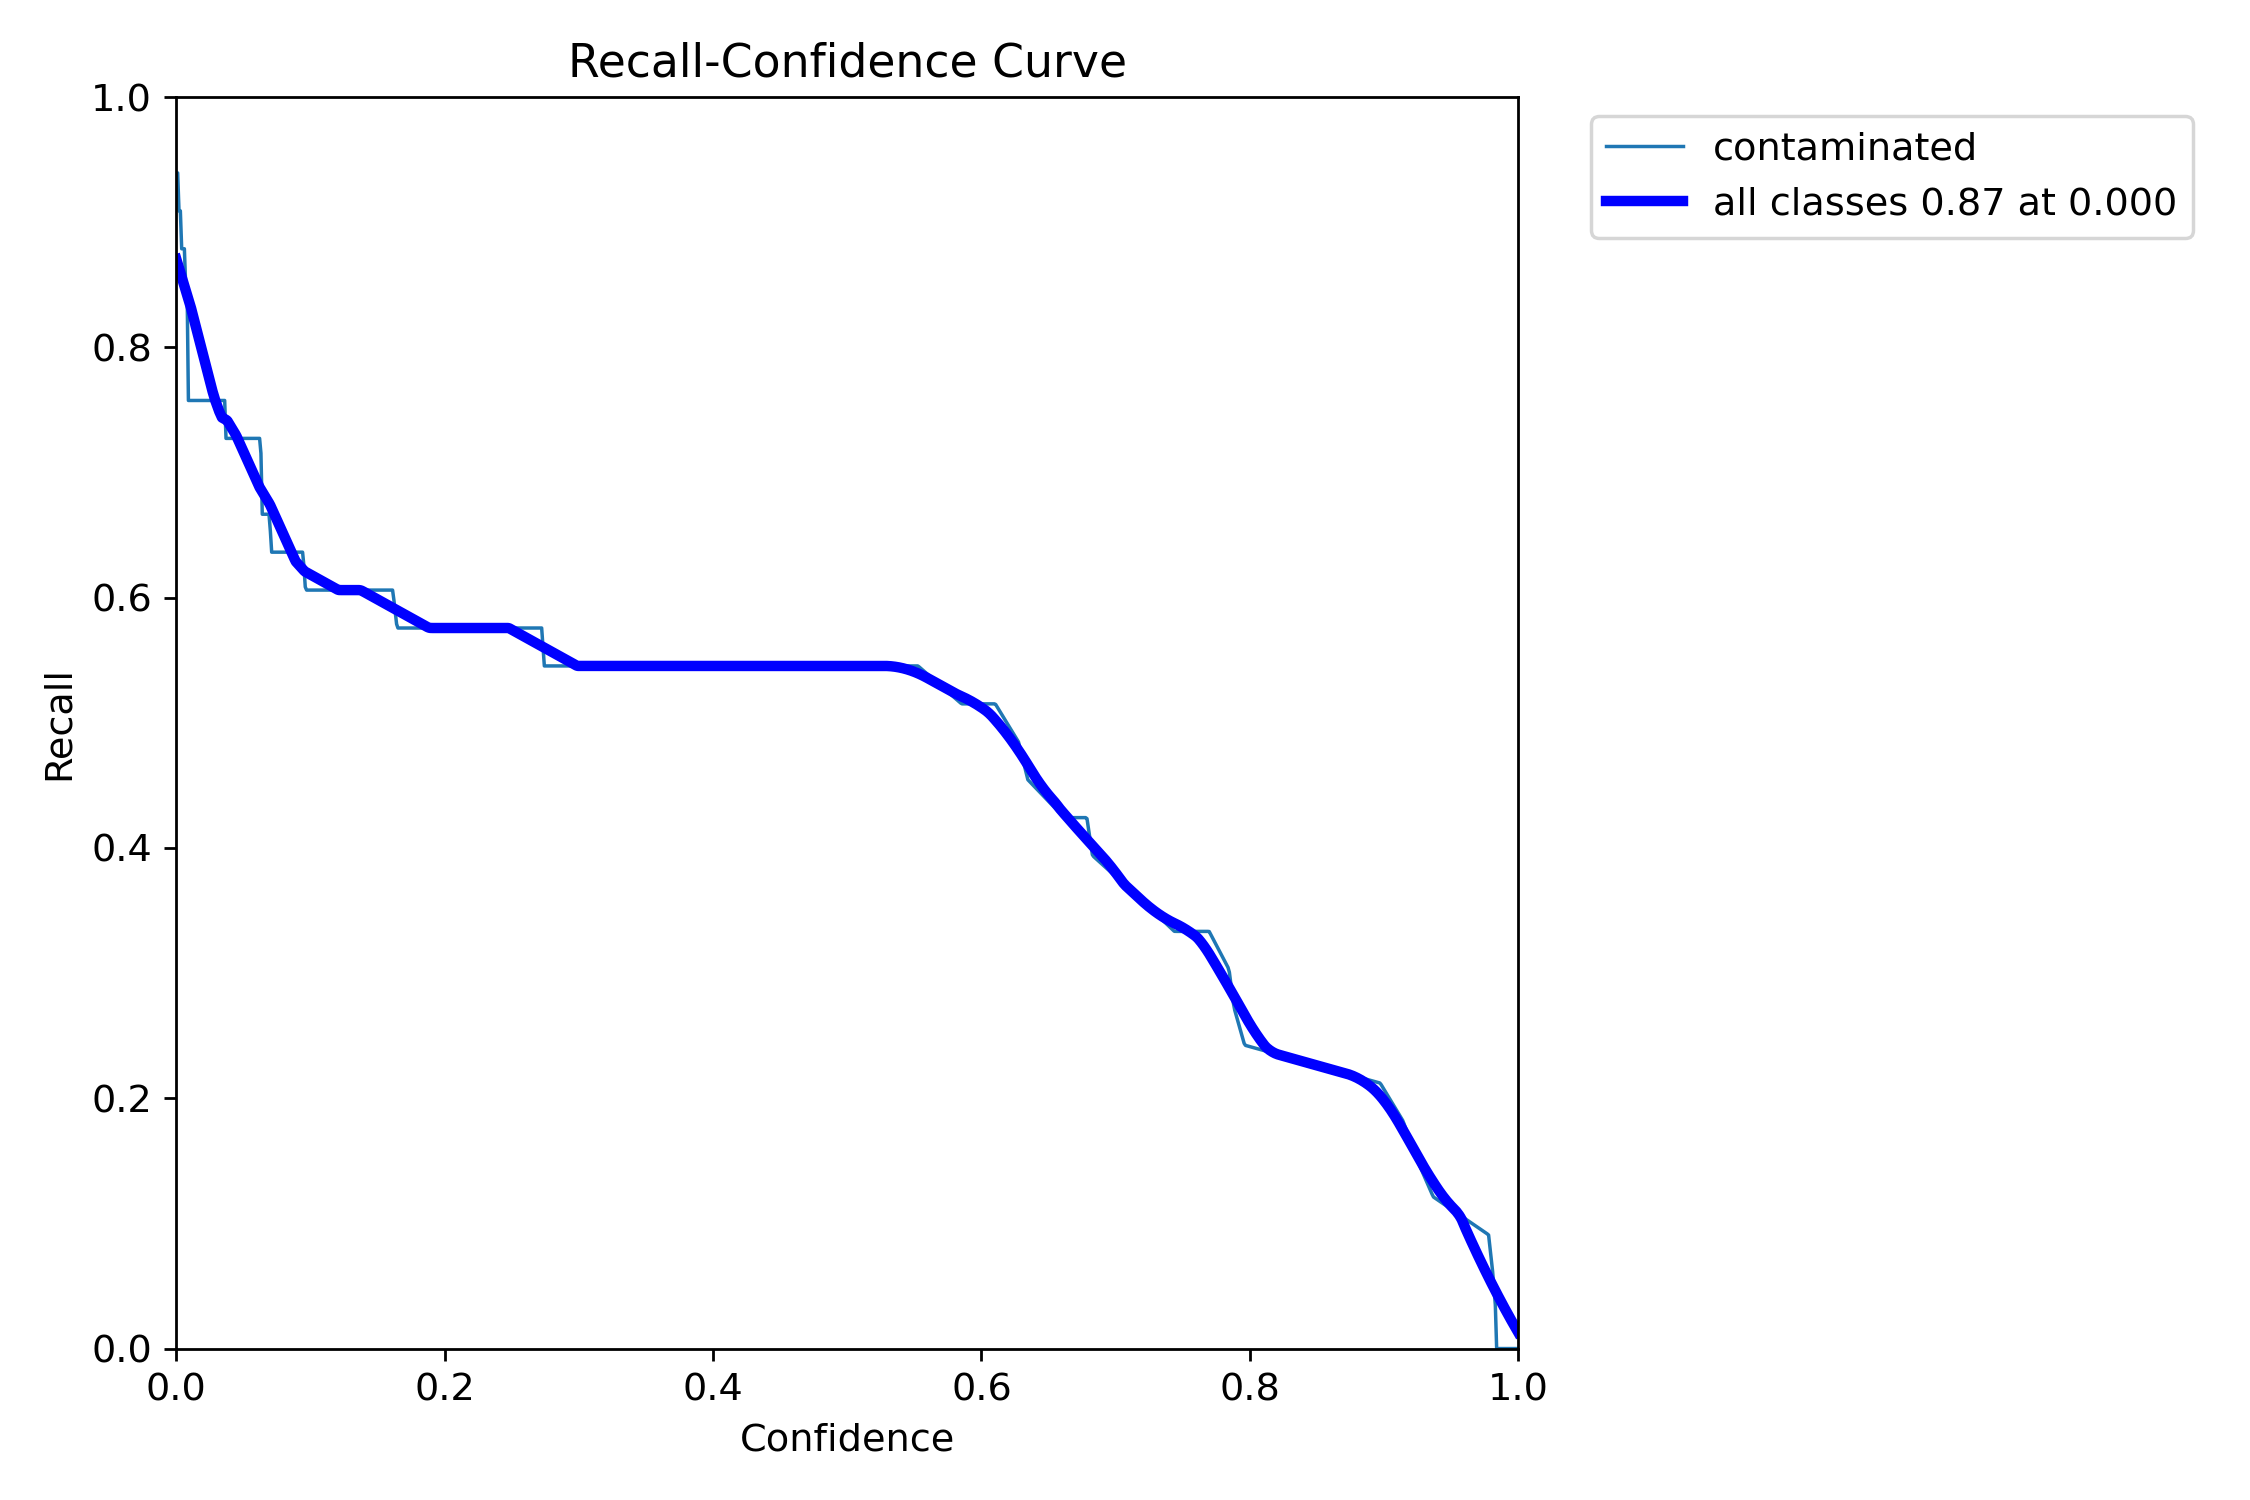 Recall-Confidence Curve
contaminated
all classes 0.87 at 0.000
Recall
1.0
0.8
0.6
0.4
0.2
0.0
0.0 0.2 0.4 0.6 0.8 1.0
Confidence